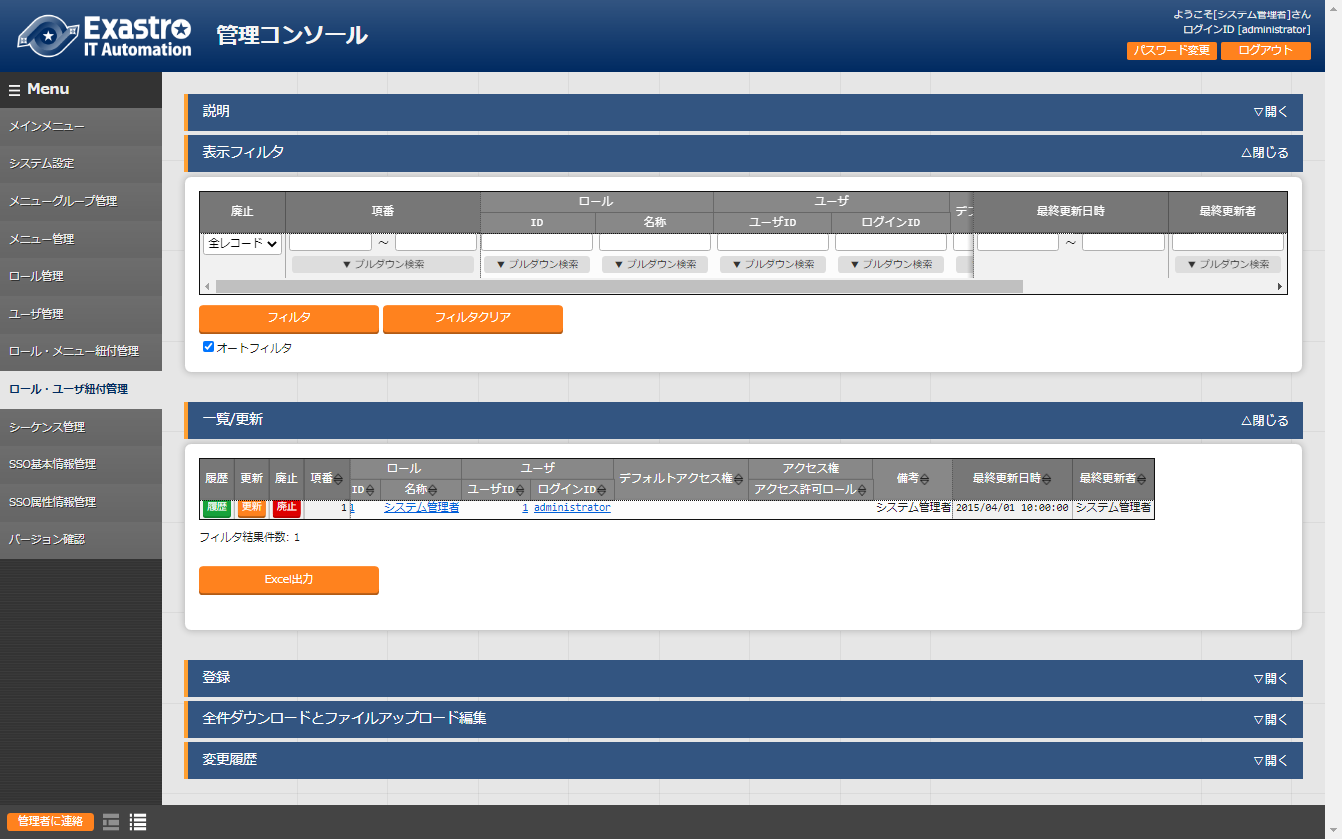 Exastro
IT Automation
管理コンソール
ようこそ[システム管理者]さん
ログインID [administrator]
パスワード変更
ログアウト
Menu
メインメニュー
システム設定
メニューグループ管理
メニュー管理
ロール管理
ユーザ管理
ロール・メニュー紐付管理
ロール・ユーザ紐付管理
シーケンス管理
SSO基本情報管理
SSO属性情報管理
バージョン確認
説明
▽開く
表示フィルタ
△閉じる
廃止 項番 ロール ユーザ デフ 最終更新日時 最終更新者
ID 名称 ユーザID ログインID
全レコード ～ ～
▼ プルダウン検索 ▼ プルダウン検索 ▼ プルダウン検索 ▼ プルダウン検索 ▼ プルダウン検索 ▼ プルダウン検索
フィルタ
フィルタクリア
オートフィルタ
一覧/更新
△閉じる
履歴 更新 廃止 項番 ロール ユーザ デフォルトアクセス権 アクセス権 備考 最終更新日時 最終更新者
ID 名称 ユーザID ログインID アクセス許可ロール
履歴 更新 廃止 1 1 システム管理者 1 administrator システム管理者 2015/04/01 10:00:00 システム管理者
フィルタ結果件数: 1
Excel出力
登録
▽開く
全件ダウンロードとファイルアップロード編集
▽開く
変更履歴
▽開く
管理者に連絡